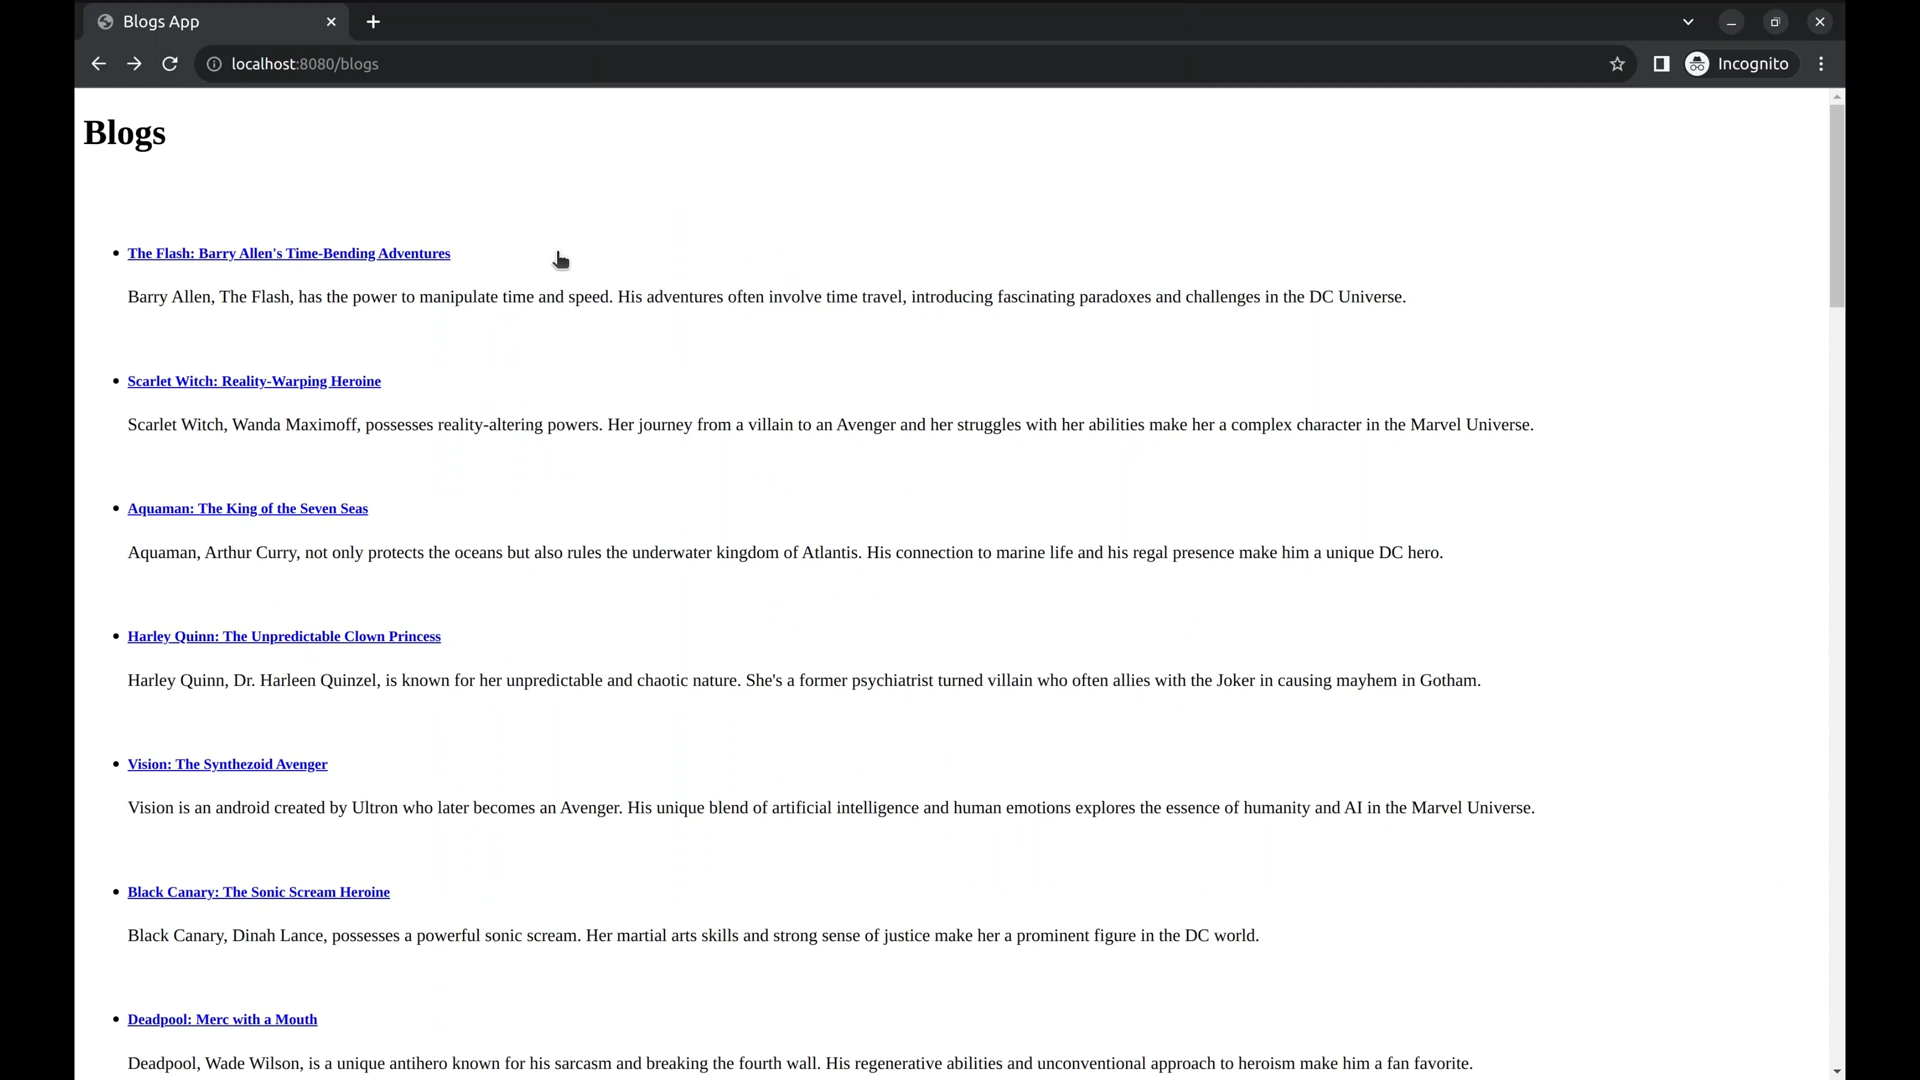 Blogs App
localhost:8080/blogs
Incognito
Blogs
The Flash: Barry Allen's Time-Bending Adventures
Barry Allen, The Flash, has the power to manipulate time and speed. His adventures often involve time travel, introducing fascinating paradoxes and challenges in the DC Universe.
Scarlet Witch: Reality-Warping Heroine
Scarlet Witch, Wanda Maximoff, possesses reality-altering powers. Her journey from a villain to an Avenger and her struggles with her abilities make her a complex character in the Marvel Universe.
Aquaman: The King of the Seven Seas
Aquaman, Arthur Curry, not only protects the oceans but also rules the underwater kingdom of Atlantis. His connection to marine life and his regal presence make him a unique DC hero.
Harley Quinn: The Unpredictable Clown Princess
Harley Quinn, Dr. Harleen Quinzel, is known for her unpredictable and chaotic nature. She's a former psychiatrist turned villain who often allies with the Joker in causing mayhem in Gotham.
Vision: The Synthezoid Avenger
Vision is an android created by Ultron who later becomes an Avenger. His unique blend of artificial intelligence and human emotions explores the essence of humanity and AI in the Marvel Universe.
Black Canary: The Sonic Scream Heroine
Black Canary, Dinah Lance, possesses a powerful sonic scream. Her martial arts skills and strong sense of justice make her a prominent figure in the DC world.
Deadpool: Merc with a Mouth
Deadpool, Wade Wilson, is a unique antihero known for his sarcasm and breaking the fourth wall. His regenerative abilities and unconventional approach to heroism make him a fan favorite.